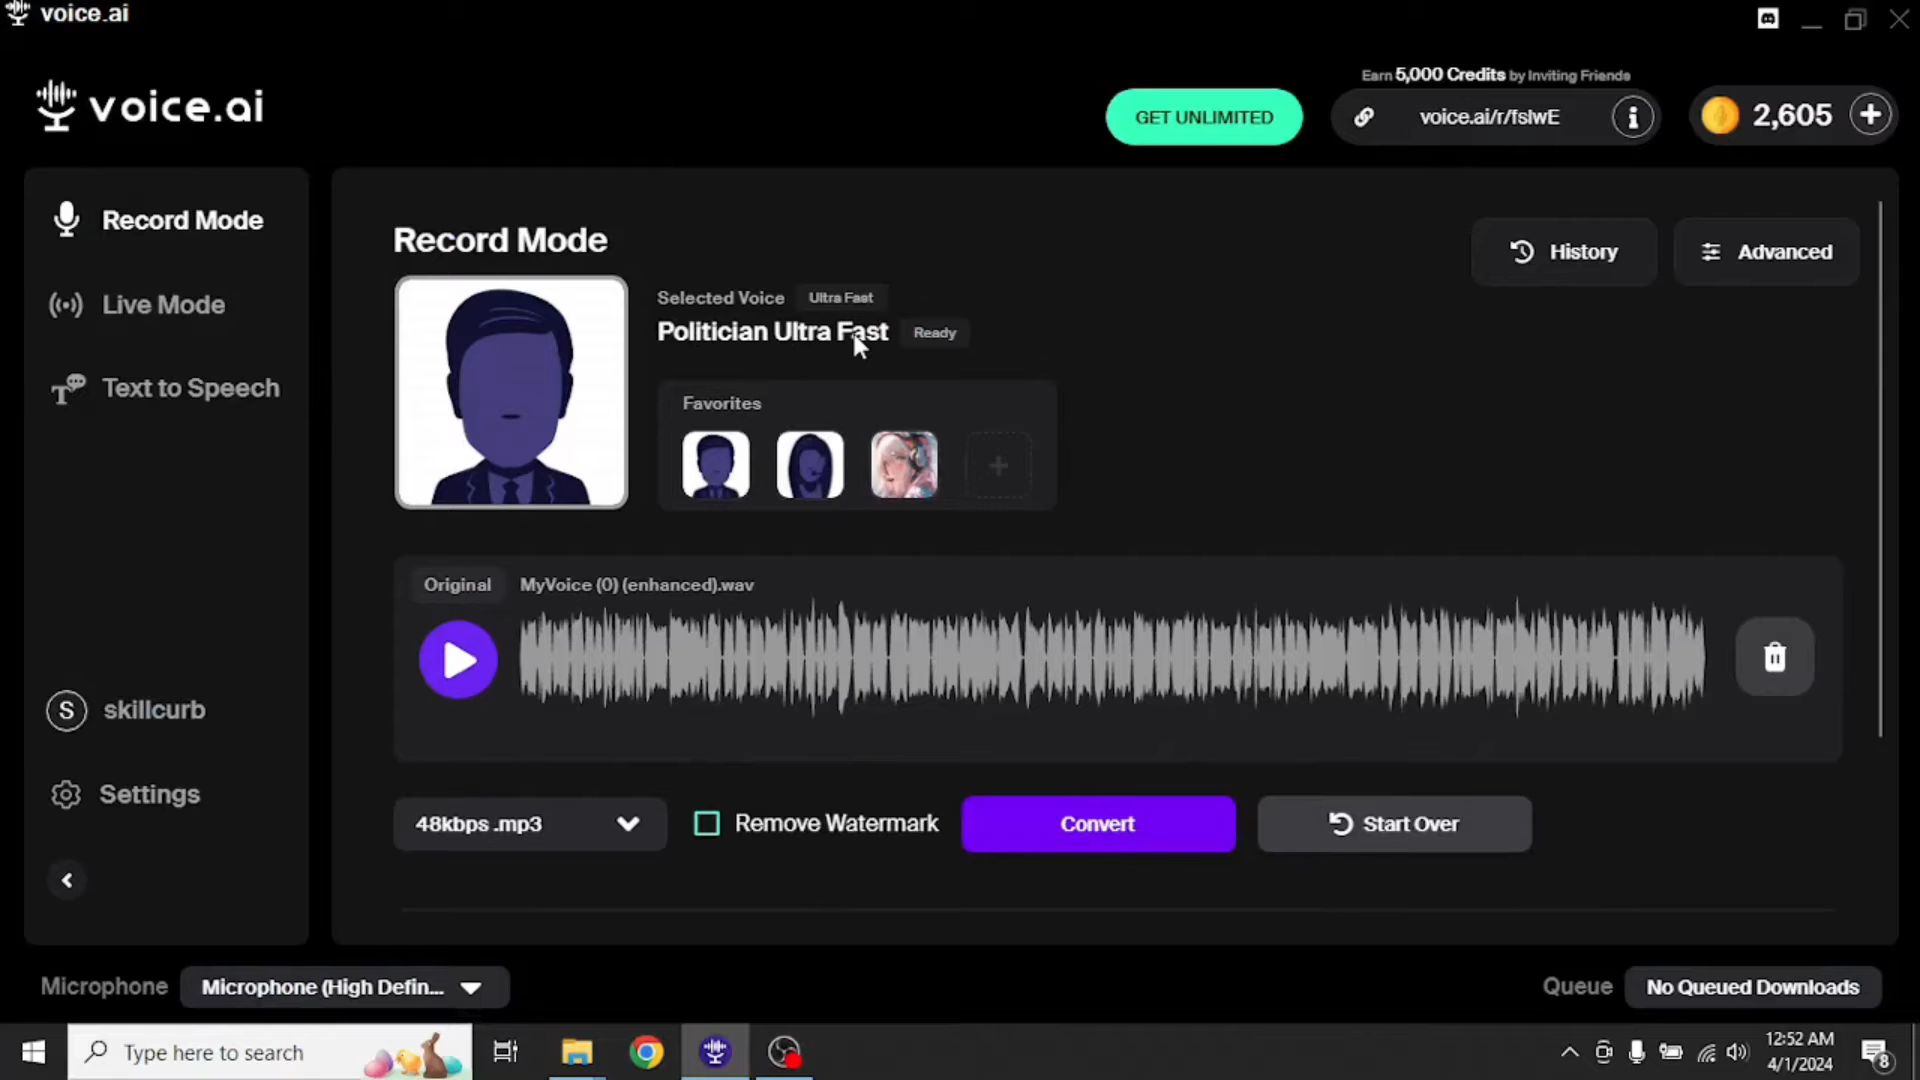 voice.ai
voice.ai
GET UNLIMITED
Earn 5,000 Credits by Inviting Friends
voice.ai/r/fslwE
2,605
Record Mode
Live Mode
Text to Speech
skillcurb
S
Settings
Record Mode
History
Advanced
Selected Voice Ultra Fast
Politician Ultra Fast Ready
Favorites
Original MyVoice (0) (enhanced).wav
48kbps .mp3
Remove Watermark
Convert
Start Over
Microphone Microphone (High Defin...
Queue No Queued Downloads
Type here to search
12:52 AM
4/1/2024
8